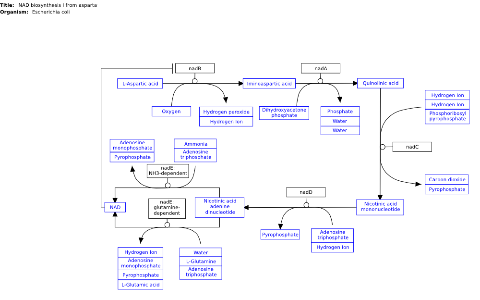 Title: NAD biosynthesis I from asparta
Organism: Escherichia coli
nadB
nadA
L-Aspartic acid
Iminoaspartic acid
Quinolinic acid
Oxygen
Hydrogen peroxide
Hydrogen Ion
Dihydroxyacetone
phosphate
Phosphate
Water
Water
Hydrogen Ion
Hydrogen Ion
Phosphoribosyl
pyrophosphate
nadC
Carbon dioxide
Pyrophosphate
Adenosine
monophosphate
Pyrophosphate
Ammonia
Adenosine
triphosphate
nadE
NH3-dependent
NAD
nadE
glutamine-
dependent
Nicotinic acid
adenine
dinucleotide
nadD
Nicotinic acid
mononucleotide
Pyrophosphate
Adenosine
triphosphate
Hydrogen Ion
Hydrogen Ion
Adenosine
monophosphate
Pyrophosphate
L-Glutamic acid
Water
L-Glutamine
Adenosine
triphosphate